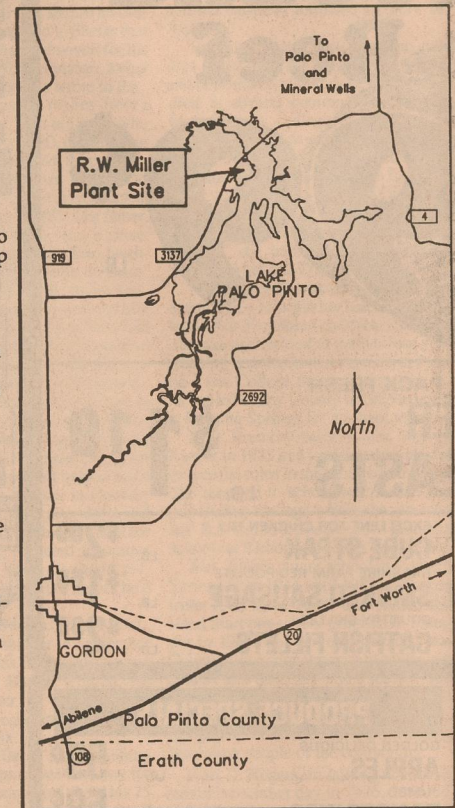 To
Palo Pinto
and
Mineral Wells
R.W. Miller
Plant Site
4
919
3137
LAKE
PALO PINTO
2692
North
Fort Worth
20
GORDON
Abilene
Palo Pinto County
108
Erath County